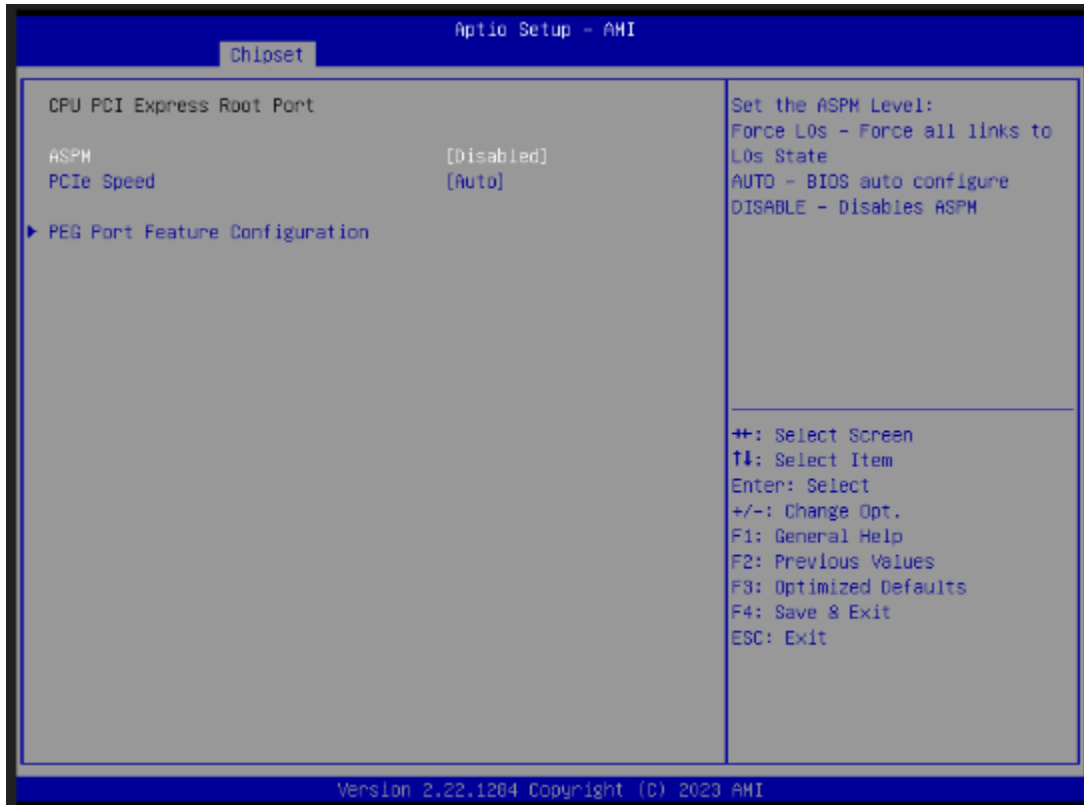 Aptio Setup - AMI
Chipset
CPU PCI Express Root Port
ASPM [Disabled]
PCIe Speed [Auto]
PEG Port Feature Configuration
Set the ASPM Level:
Force L0s - Force all links to
L0s State
AUTO - BIOS auto configure
DISABLE - Disables ASPM
→←: Select Screen
↑↓: Select Item
Enter: Select
+/-: Change Opt.
F1: General Help
F2: Previous Values
F3: Optimized Defaults
F4: Save & Exit
ESC: Exit
Version 2.22.1284 Copyright (C) 2023 AMI